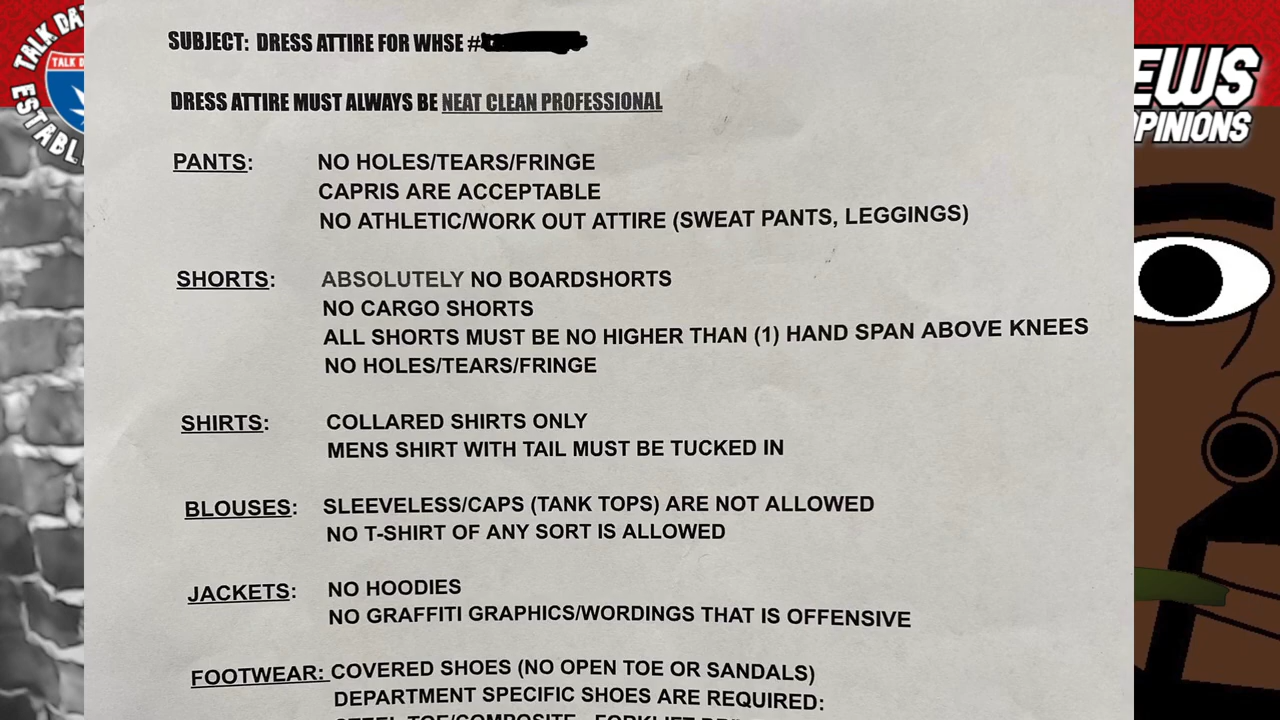 SUBJECT: DRESS ATTIRE FOR WHSE #
DRESS ATTIRE MUST ALWAYS BE NEAT CLEAN PROFESSIONAL
PANTS: NO HOLES/TEARS/FRINGE
CAPRIS ARE ACCEPTABLE
NO ATHLETIC/WORK OUT ATTIRE (SWEAT PANTS, LEGGINGS)
SHORTS: ABSOLUTELY NO BOARDSHORTS
NO CARGO SHORTS
ALL SHORTS MUST BE NO HIGHER THAN (1) HAND SPAN ABOVE KNEES
NO HOLES/TEARS/FRINGE
SHIRTS: COLLARED SHIRTS ONLY
MENS SHIRT WITH TAIL MUST BE TUCKED IN
BLOUSES: SLEEVELESS/CAPS (TANK TOPS) ARE NOT ALLOWED
NO T-SHIRT OF ANY SORT IS ALLOWED
JACKETS: NO HOODIES
NO GRAFFITI GRAPHICS/WORDINGS THAT IS OFFENSIVE
FOOTWEAR: COVERED SHOES (NO OPEN TOE OR SANDALS)
DEPARTMENT SPECIFIC SHOES ARE REQUIRED:
TALK DA
ESTABL
TALK D
EWS
OPINIONS